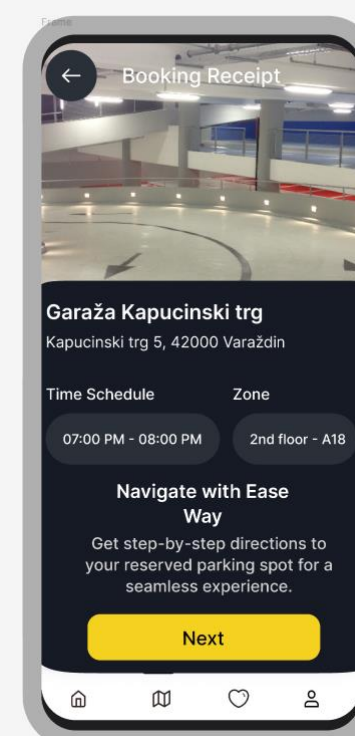 Frame
Booking Receipt
Garaža Kapucinski trg
Kapucinski trg 5, 42000 Varaždin
Time Schedule Zone
07:00 PM - 08:00 PM 2nd floor - A18
Navigate with Ease
Way
Get step-by-step directions to
your reserved parking spot for a
seamless experience.
Next